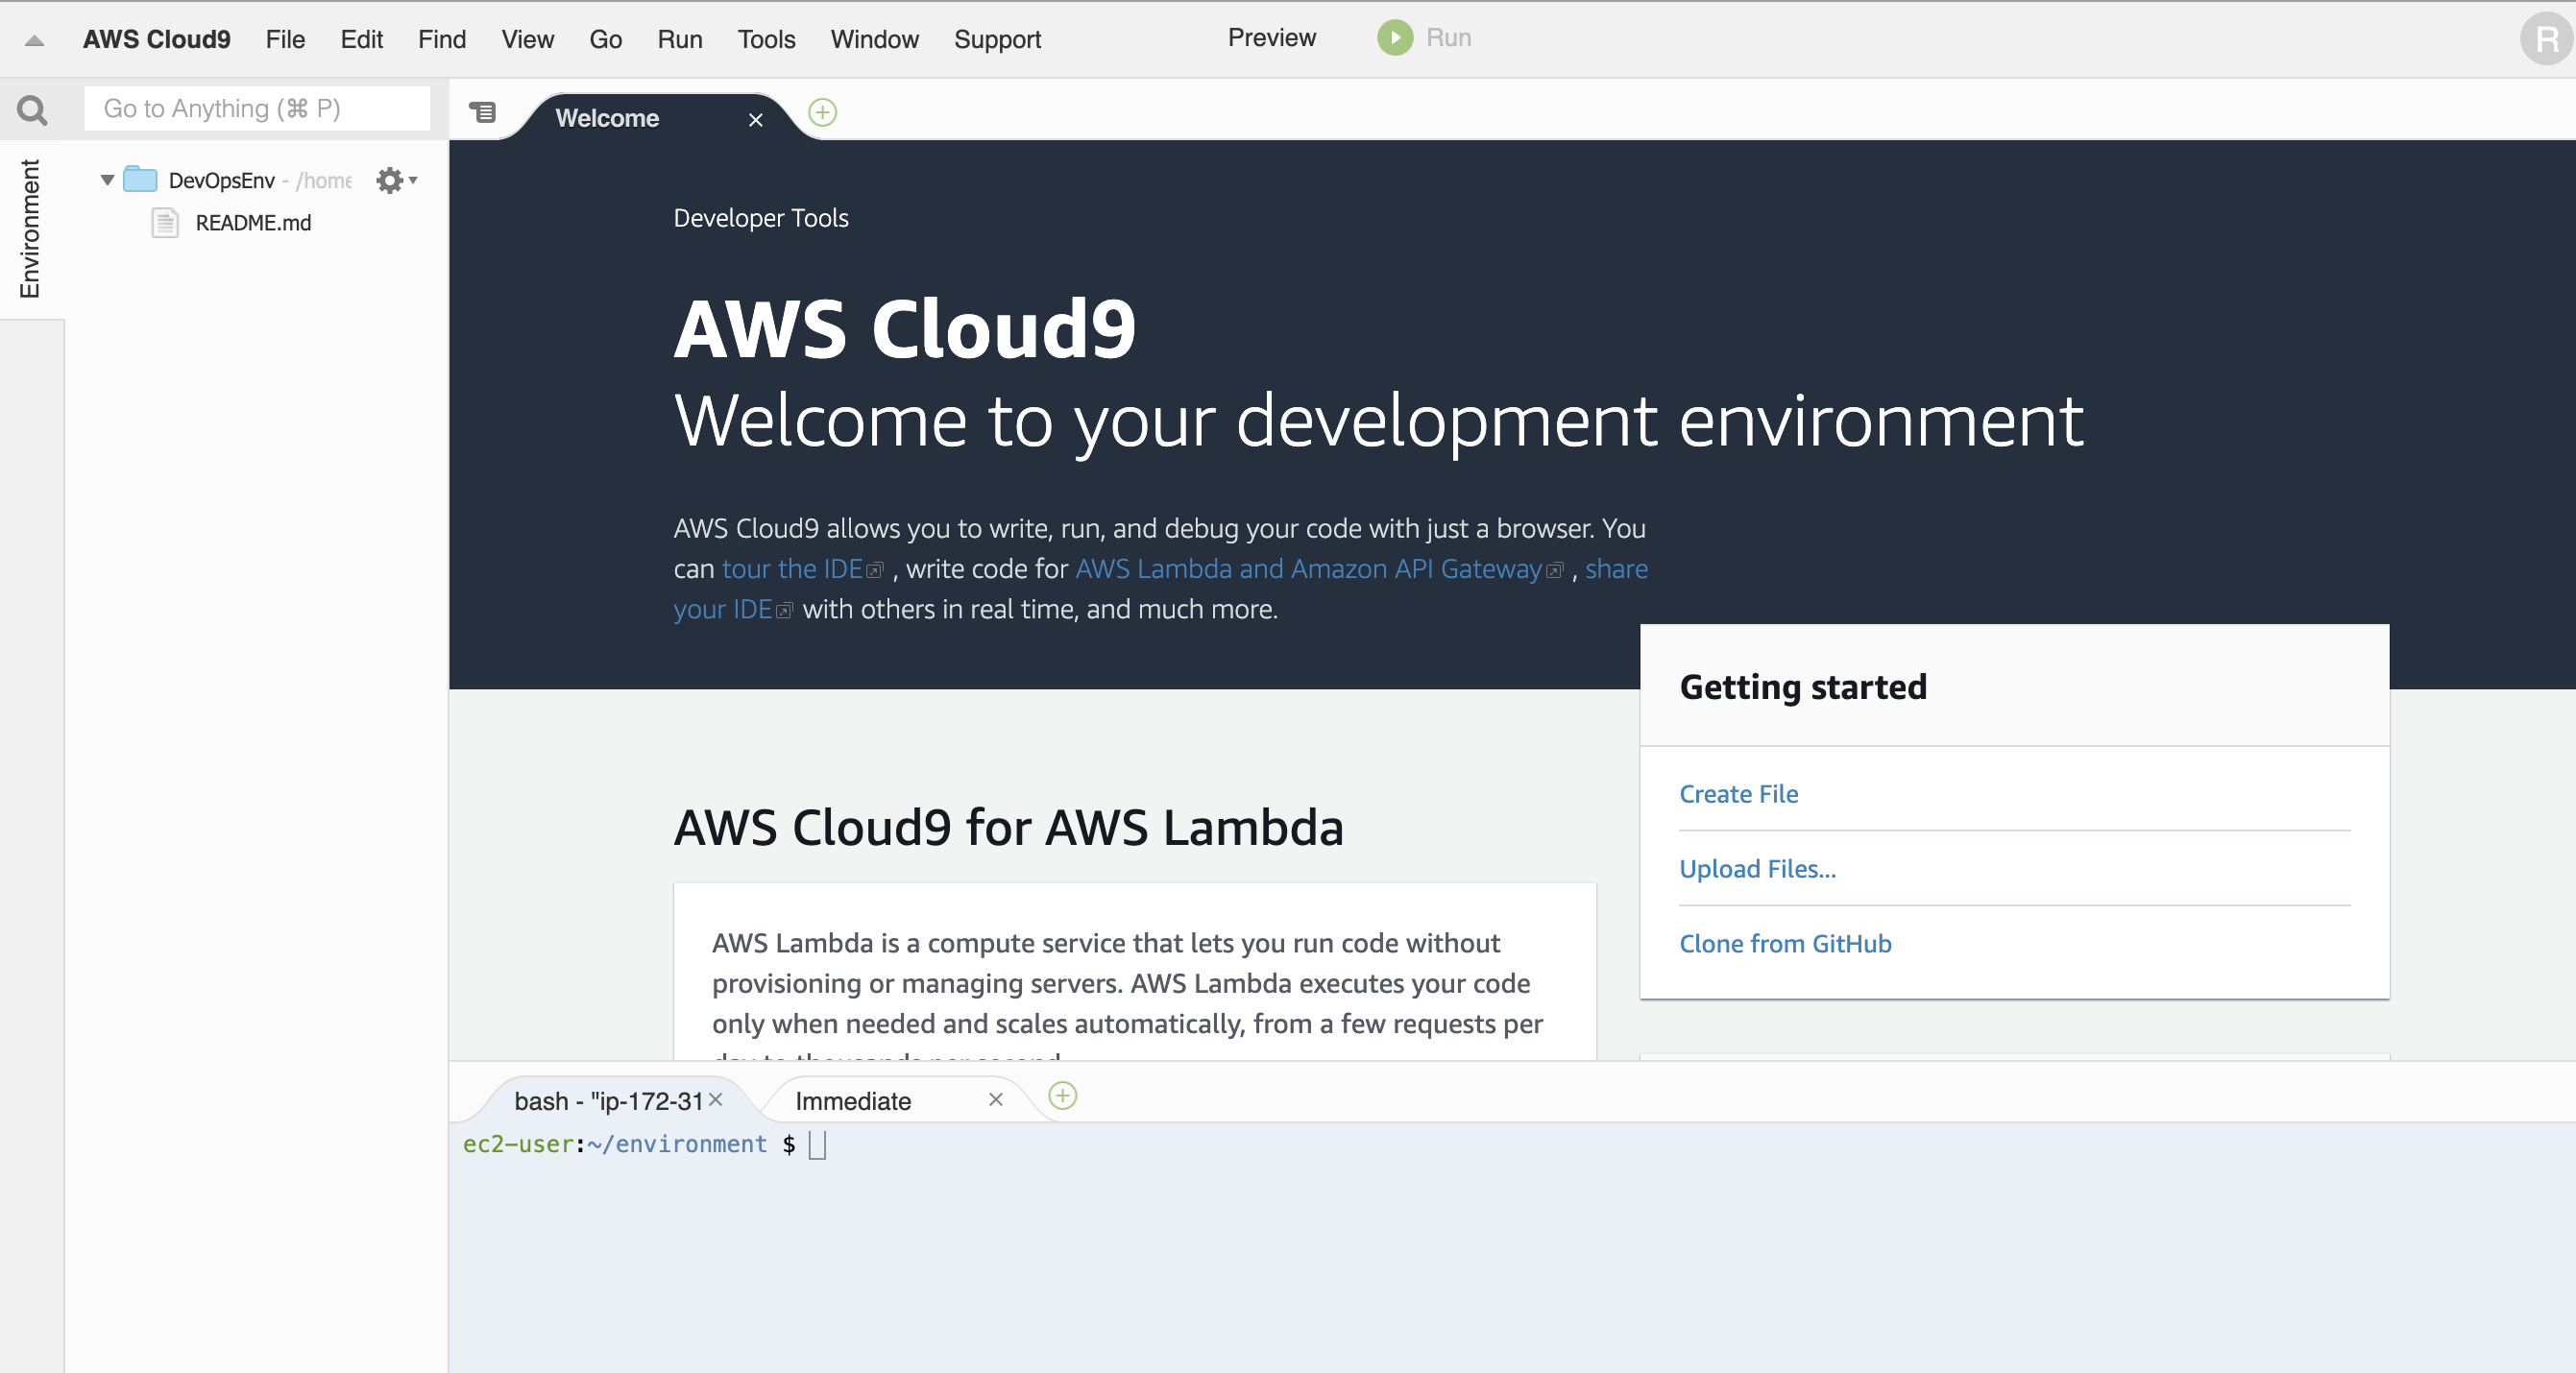 AWS Cloud9 File Edit Find View Go Run Tools Window Support Preview Run R
Go to Anything (⌘ P)
Welcome
Environment
DevOpsEnv - /home
README.md
Developer Tools
AWS Cloud9
Welcome to your development environment
AWS Cloud9 allows you to write, run, and debug your code with just a browser. You
can tour the IDE , write code for AWS Lambda and Amazon API Gateway , share
your IDE with others in real time, and much more.
Getting started
Create File
Upload Files...
Clone from GitHub
AWS Cloud9 for AWS Lambda
AWS Lambda is a compute service that lets you run code without
provisioning or managing servers. AWS Lambda executes your code
only when needed and scales automatically, from a few requests per
day to thousands per second.
bash - "ip-172-31
Immediate
ec2-user:~/environment $